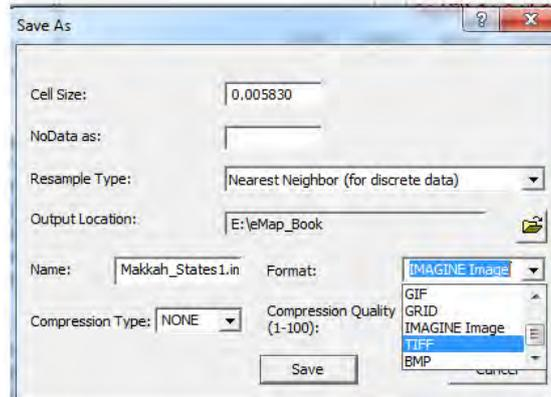 Save As
Cell Size: 0.005830
NoData as:
Resample Type: Nearest Neighbor (for discrete data)
Output Location: E:\eMap_Book
Name: Makkah_States1.in Format: IMAGINE Image
GIF
GRID
IMAGINE Image
TIFF
BMP
Compression Type: NONE Compression Quality
(1-100):
Save Cancel